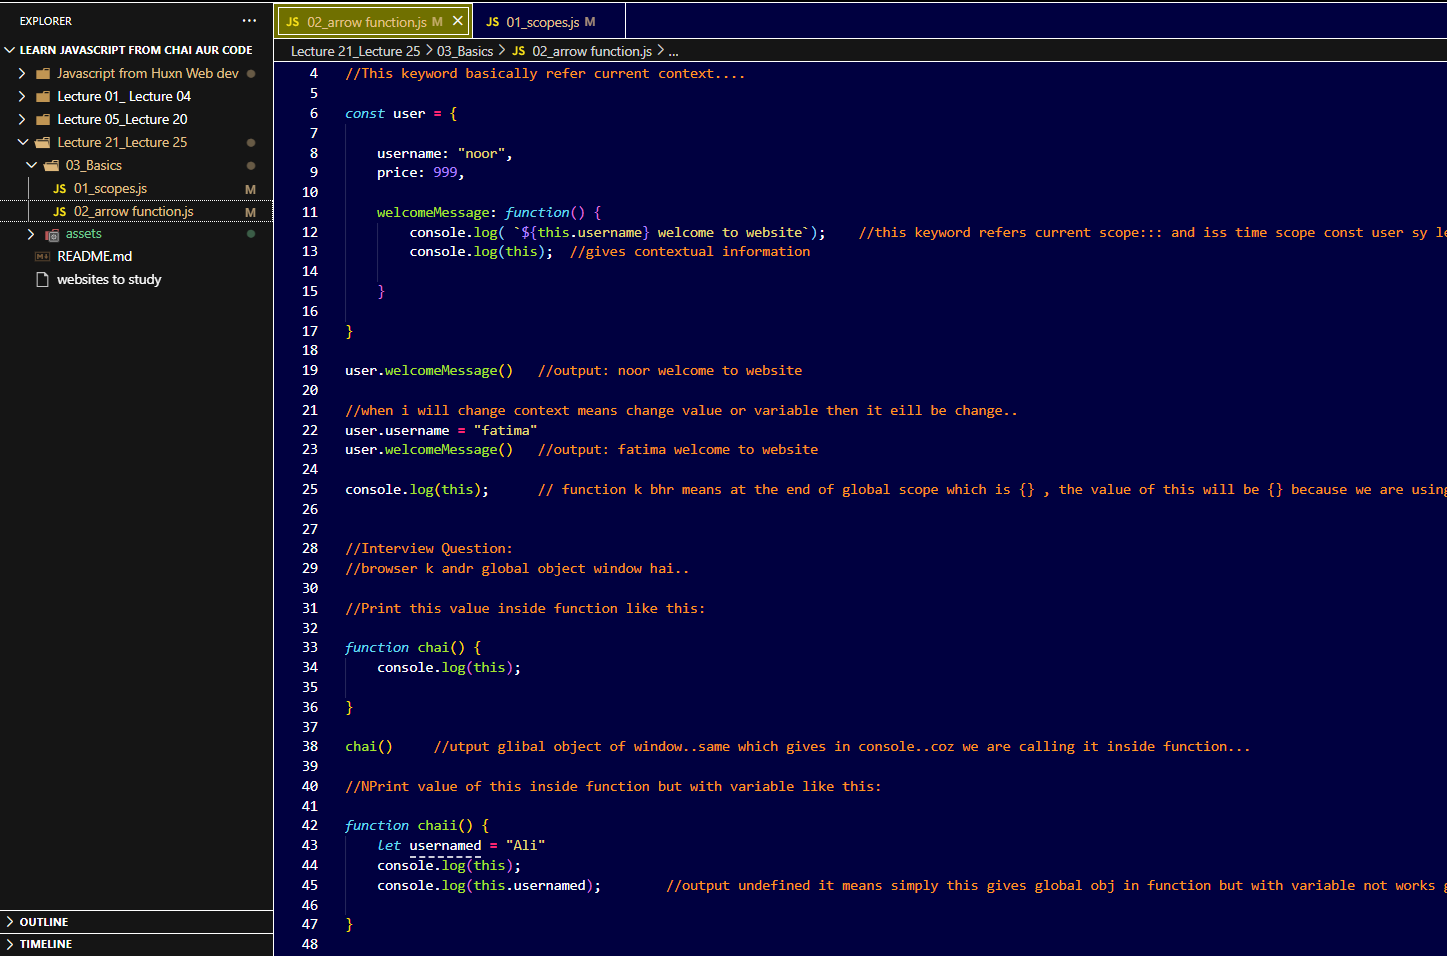 EXPLORER
LEARN JAVASCRIPT FROM CHAI AUR CODE
Javascript from Huxn Web dev
Lecture 01_ Lecture 04
Lecture 05_Lecture 20
Lecture 21_Lecture 25
03_Basics
JS 01_scopes.js M
JS 02_arrow function.js M
assets
README.md
websites to study
OUTLINE
TIMELINE
JS 02_arrow function.js M
JS 01_scopes.js M
Lecture 21_Lecture 25 > 03_Basics > JS 02_arrow function.js > ...
4 //This keyword basically refer current context....
5
6 const user = {
7
8 username: "noor",
9 price: 999,
10
11 welcomeMessage: function() {
12 console.log( `${this.username} welcome to website`); //this keyword refers current scope::: and iss time scope const user sy le
13 console.log(this); //gives contextual information
14
15 }
16
17 }
18
19 user.welcomeMessage() //output: noor welcome to website
20
21 //when i will change context means change value or variable then it eill be change..
22 user.username = "fatima"
23 user.welcomeMessage() //output: fatima welcome to website
24
25 console.log(this); // function k bhr means at the end of global scope which is {} , the value of this will be {} because we are using
26
27
28 //Interview Question:
29 //browser k andr global object window hai..
30
31 //Print this value inside function like this:
32
33 function chai() {
34 console.log(this);
35
36 }
37
38 chai() //utput glibal object of window..same which gives in console..coz we are calling it inside function...
39
40 //NPrint value of this inside function but with variable like this:
41
42 function chaii() {
43 let usernamed = "Ali"
44 console.log(this);
45 console.log(this.usernamed); //output undefined it means simply this gives global obj in function but with variable not works g
46
47 }
48